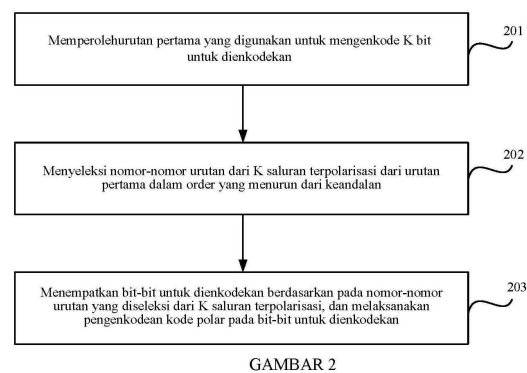 Memperolehurutan pertama yang digunakan untuk mengenkode K bit
untuk dienkodekan
201
Menyeleksi nomor-nomor urutan dari K saluran terpolarisasi dari urutan
pertama dalam order yang menurun dari keandalan
202
Menempatkan bit-bit untuk dienkodekan berdasarkan pada nomor-nomor
urutan yang diseleksi dari K saluran terpolarisasi, dan melaksanakan
pengenkodean kode polar pada bit-bit untuk dienkodekan
203
GAMBAR 2